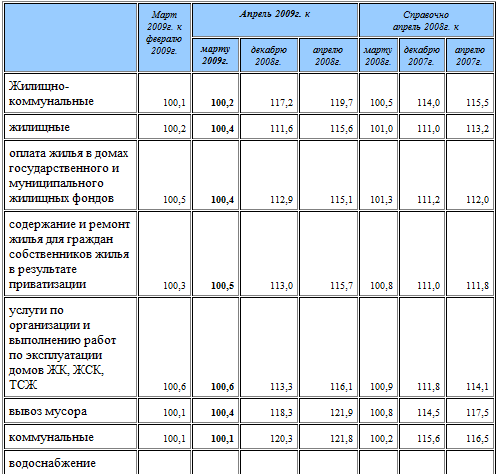 Март 2009г. к февралю 2009г. Апрель 2009г. к Справочно апрель 2008г. к
марту 2009г. декабрю 2008г. апрелю 2008г. марту 2008г. декабрю 2007г. апрелю 2007г.
Жилищно-
коммунальные 100,1 100,2 117,2 119,7 100,5 114,0 115,5
жилищные 100,2 100,4 111,6 115,6 101,0 111,0 113,2
оплата жилья в домах
государственного и
муниципального
жилищных фондов 100,5 100,4 112,9 115,1 101,3 111,2 112,0
содержание и ремонт
жилья для граждан
собственников жилья
в результате
приватизации 100,3 100,5 113,0 115,7 100,8 111,0 111,8
услуги по
организации и
выполнению работ
по эксплуатации
домов ЖК, ЖСК,
ТСЖ 100,6 100,6 113,3 116,1 100,9 111,8 114,1
вывоз мусора 100,1 100,4 118,3 121,9 100,8 114,5 117,5
коммунальные 100,1 100,1 120,3 121,8 100,2 115,6 116,5
водоснабжение